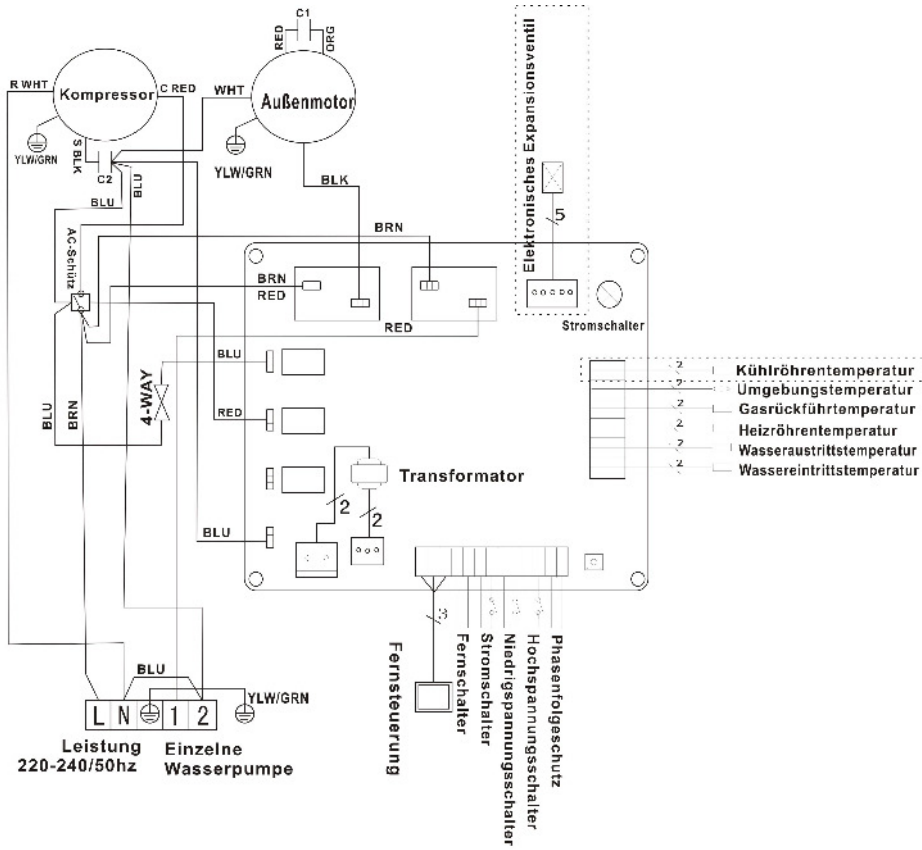 C1
RED
ORG
R WHT
Kompressor
C RED
WHT
Außenmotor
YLW/GRN
S BLK
C2
BLU
BLU
YLW/GRN
BLK
Elektronisches Expansionsventil
5
AC-Schütz
BRN
BRN
RED
RED
Stromschalter
BLU
4-WAY
RED
BLU
BRN
BLU
Transformator
2
2
2
Kühlröhrentemperatur
2
Umgebungstemperatur
2
Gasrückführtemperatur
2
Heizröhrentemperatur
2
Wasseraustrittstemperatur
2
Wassereintrittstemperatur
3
Fernsteuerung
Fernschalter
Stromschalter
Niedrigspannungsschalter
Hochspannungsschalter
Phasenfolgeschutz
BLU
YLW/GRN
L N 1 2
Leistung
220-240/50hz
Einzelne
Wasserpumpe